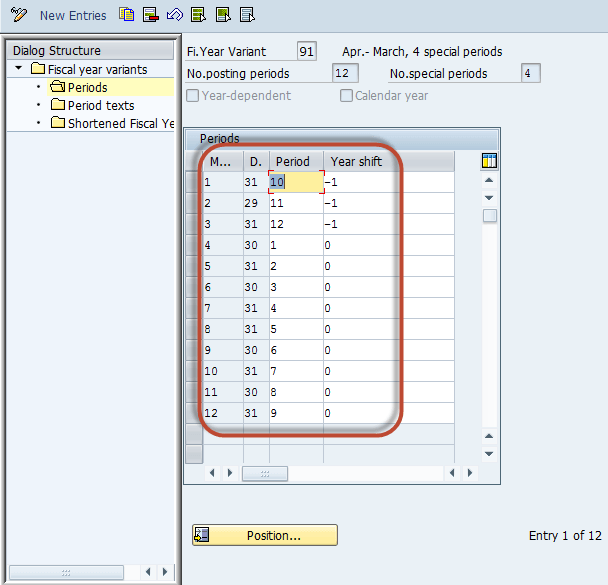 New Entries
Dialog Structure
Fiscal year variants
Periods
Period texts
Shortened Fiscal Ye
Fi.Year Variant 91 Apr.- March, 4 special periods
No.posting periods 12 No.special periods 4
Year-dependent Calendar year
Periods
M... D. Period Year shift
1 31 10 -1
2 29 11 -1
3 31 12 -1
4 30 1 0
5 31 2 0
6 30 3 0
7 31 4 0
8 31 5 0
9 30 6 0
10 31 7 0
11 30 8 0
12 31 9 0
Position... Entry 1 of 12